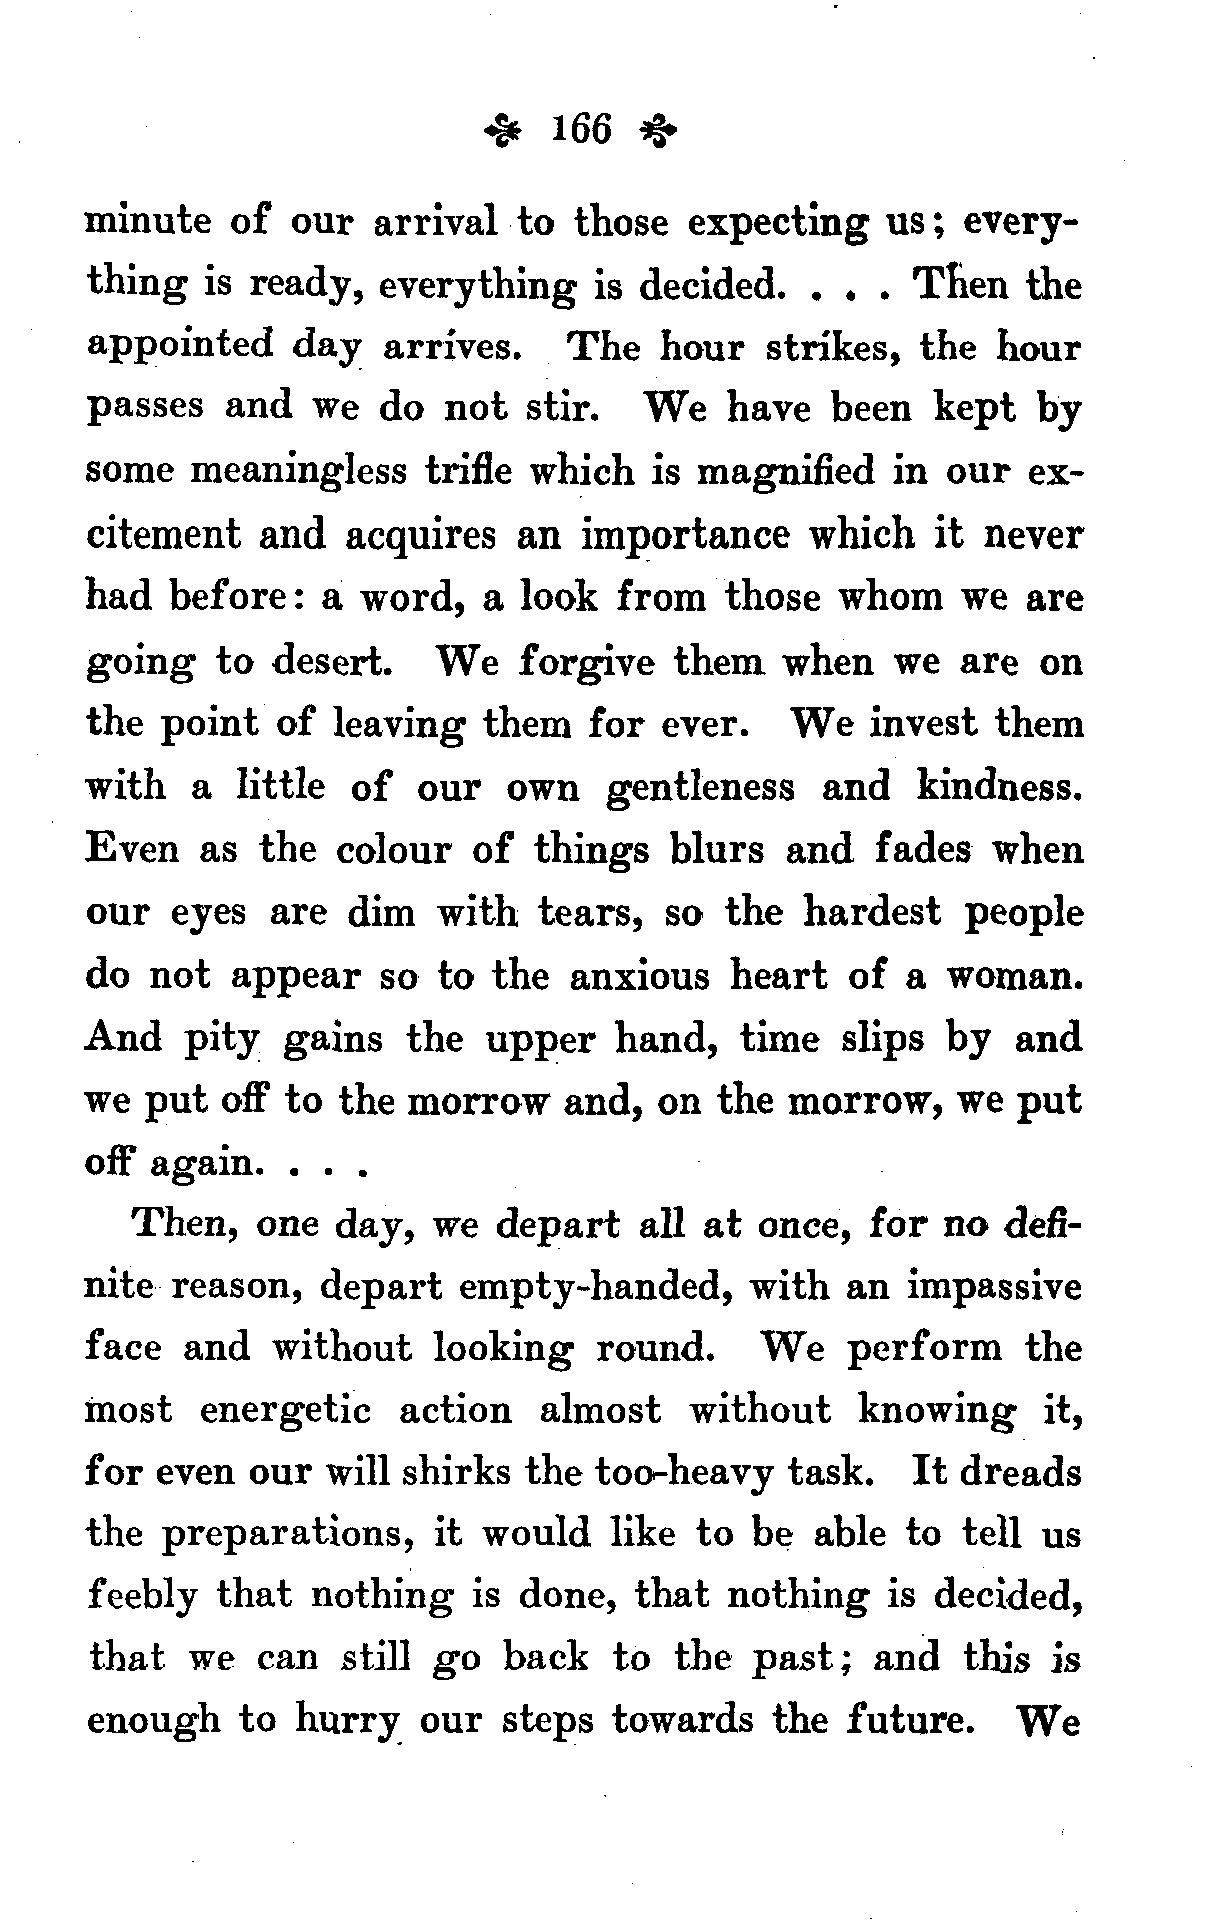 166
minute of our arrival to those expecting us; every-
thing is ready, everything is decided. . . . Then the
appointed day arrives. The hour strikes, the hour
passes and we do not stir. We have been kept by
some meaningless trifle which is magnified in our ex-
citement and acquires an importance which it never
had before: a word, a look from those whom we are
going to desert. We forgive them when we are on
the point of leaving them for ever. We invest them
with a little of our own gentleness and kindness.
Even as the colour of things blurs and fades when
our eyes are dim with tears, so the hardest people
do not appear so to the anxious heart of a woman.
And pity gains the upper hand, time slips by and
we put off to the morrow and, on the morrow, we put
off again. . . .
Then, one day, we depart all at once, for no defi-
nite reason, depart empty-handed, with an impassive
face and without looking round. We perform the
most energetic action almost without knowing it,
for even our will shirks the too-heavy task. It dreads
the preparations, it would like to be able to tell us
feebly that nothing is done, that nothing is decided,
that we can still go back to the past; and this is
enough to hurry our steps towards the future. We